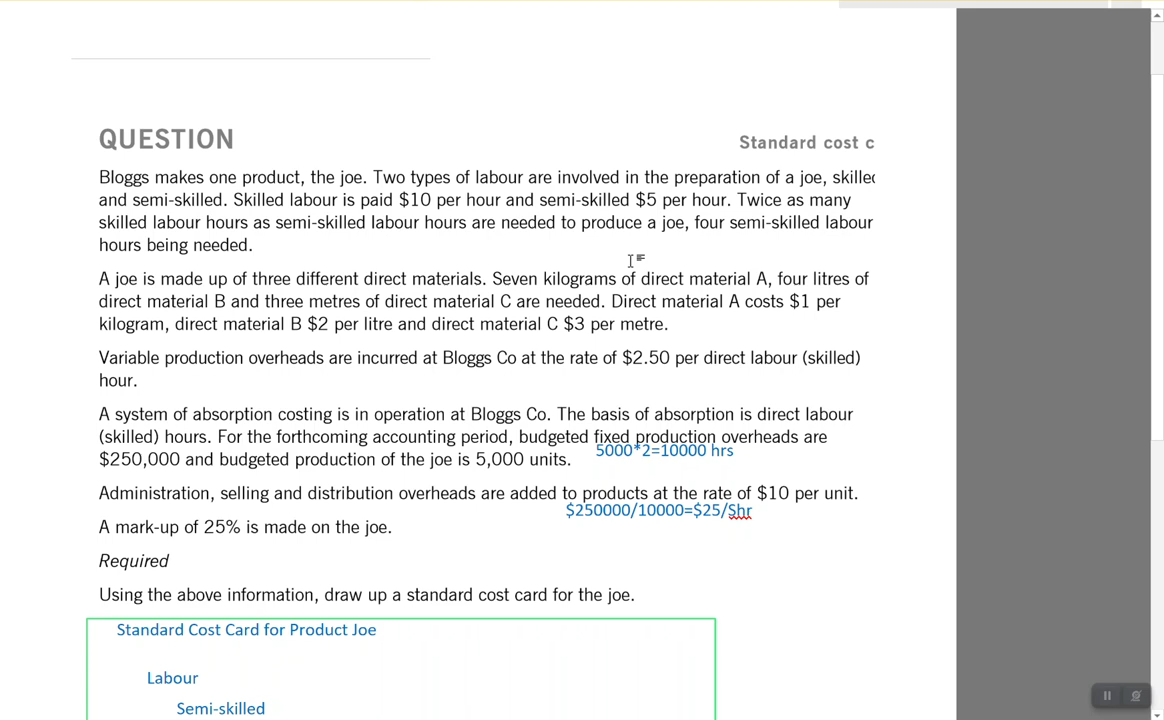 QUESTION
Standard cost c
Bloggs makes one product, the joe. Two types of labour are involved in the preparation of a joe, skilled
and semi-skilled. Skilled labour is paid $10 per hour and semi-skilled $5 per hour. Twice as many
skilled labour hours as semi-skilled labour hours are needed to produce a joe, four semi-skilled labour
hours being needed.
A joe is made up of three different direct materials. Seven kilograms of direct material A, four litres of
direct material B and three metres of direct material C are needed. Direct material A costs $1 per
kilogram, direct material B $2 per litre and direct material C $3 per metre.
Variable production overheads are incurred at Bloggs Co at the rate of $2.50 per direct labour (skilled)
hour.
A system of absorption costing is in operation at Bloggs Co. The basis of absorption is direct labour
(skilled) hours. For the forthcoming accounting period, budgeted fixed production overheads are
5000*2=10000 hrs
$250,000 and budgeted production of the joe is 5,000 units.
Administration, selling and distribution overheads are added to products at the rate of $10 per unit.
$250000/10000=$25/Shr
A mark-up of 25% is made on the joe.
Required
Using the above information, draw up a standard cost card for the joe.
Standard Cost Card for Product Joe
Labour
Semi-skilled